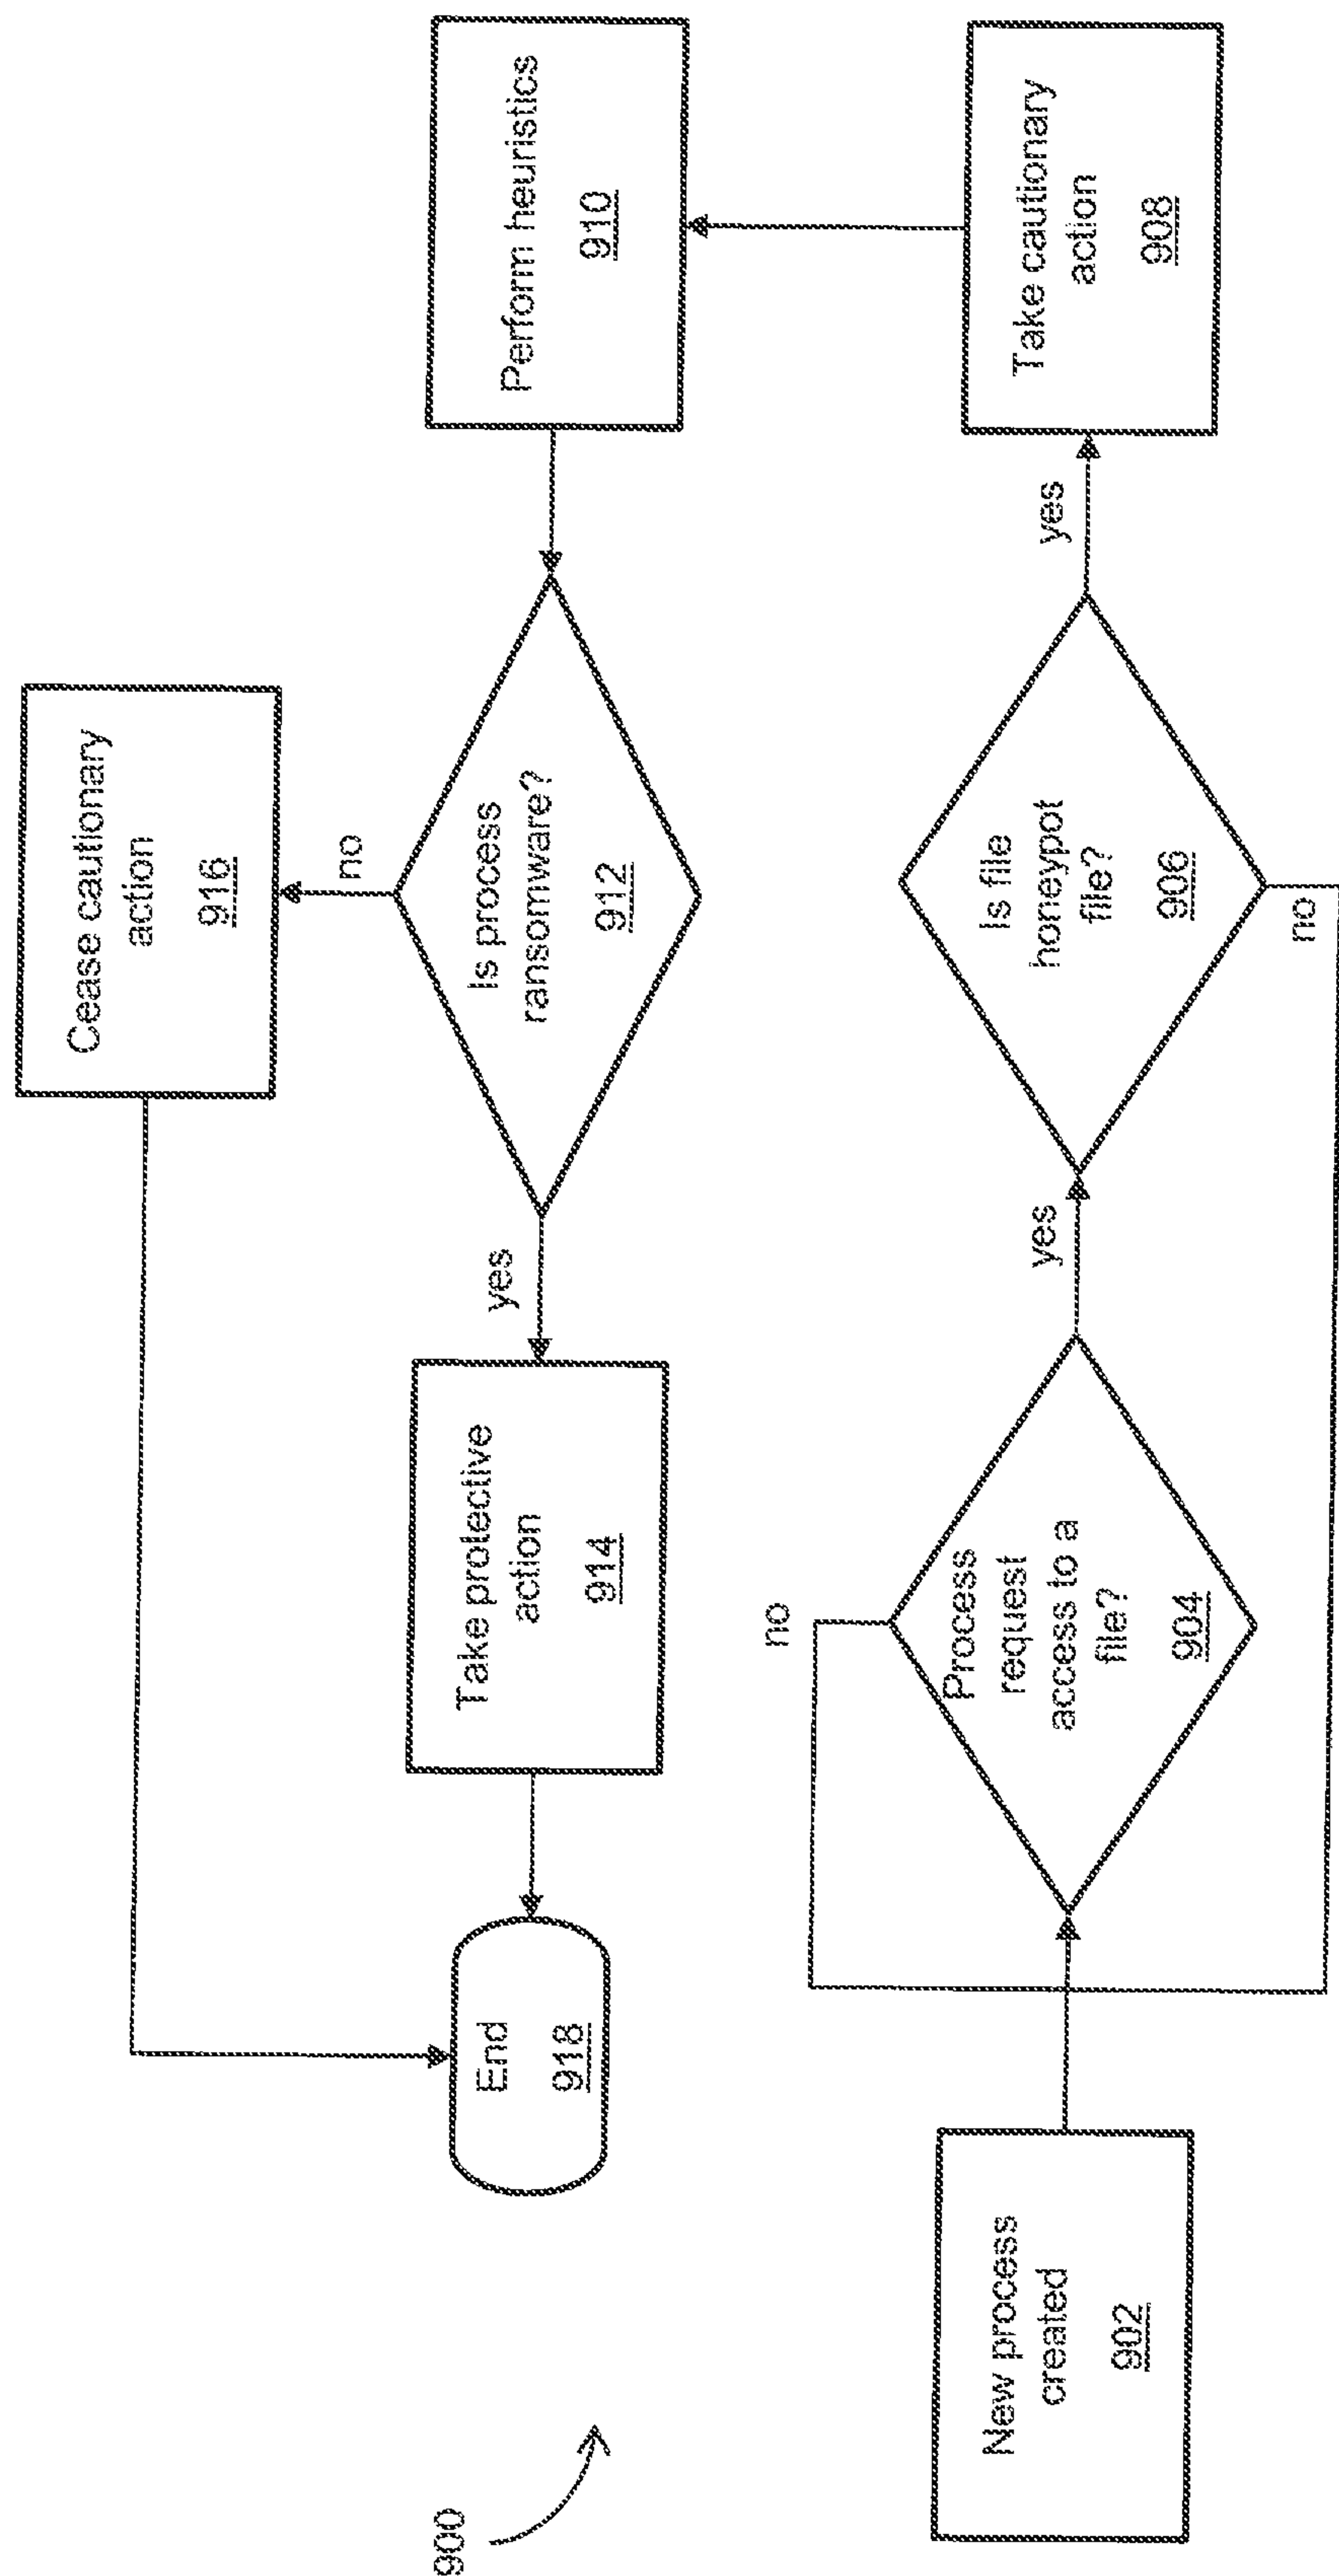 900
New process
created
902
Process
request
access to a
file?
904
no
yes
Is file
honeypot
file?
906
no
yes
Take cautionary
action
908
Perform heuristics
910
Is process
ransomware?
912
no
yes
Cease cautionary
action
916
Take protective
action
914
End
918